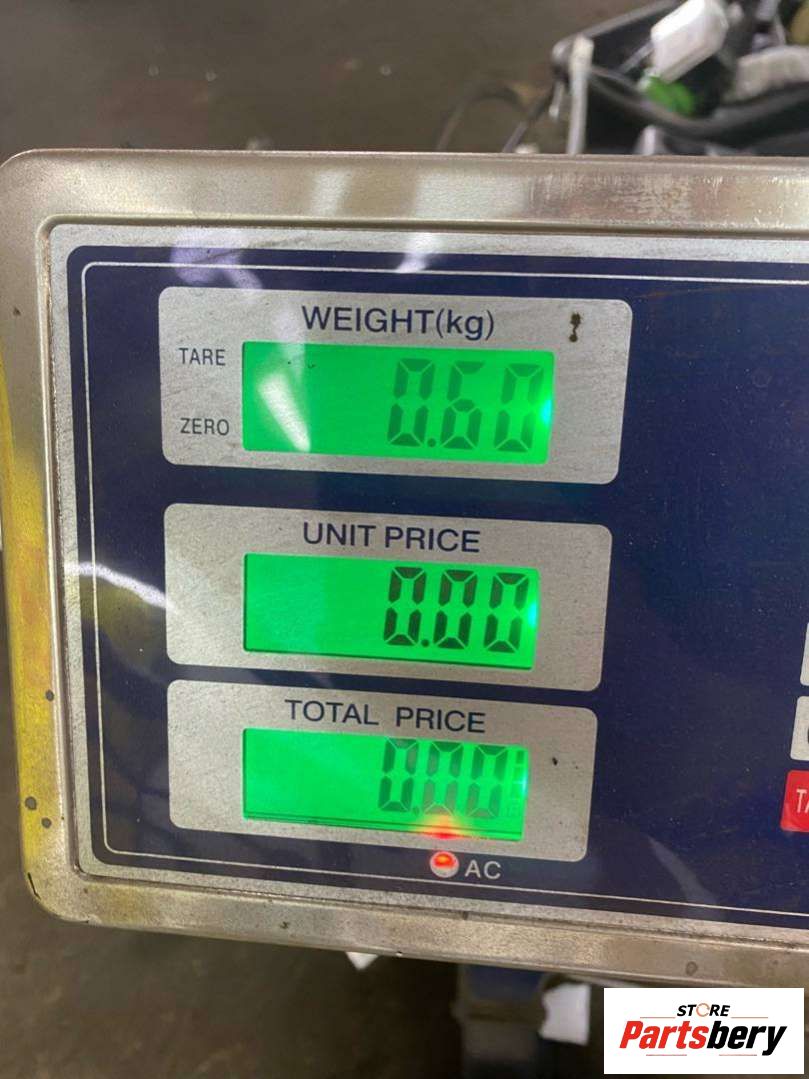 WEIGHT(kg)
TARE
0.60
ZERO
UNIT PRICE
0.00
TOTAL PRICE
0.00
AC
STORE
Partsbery